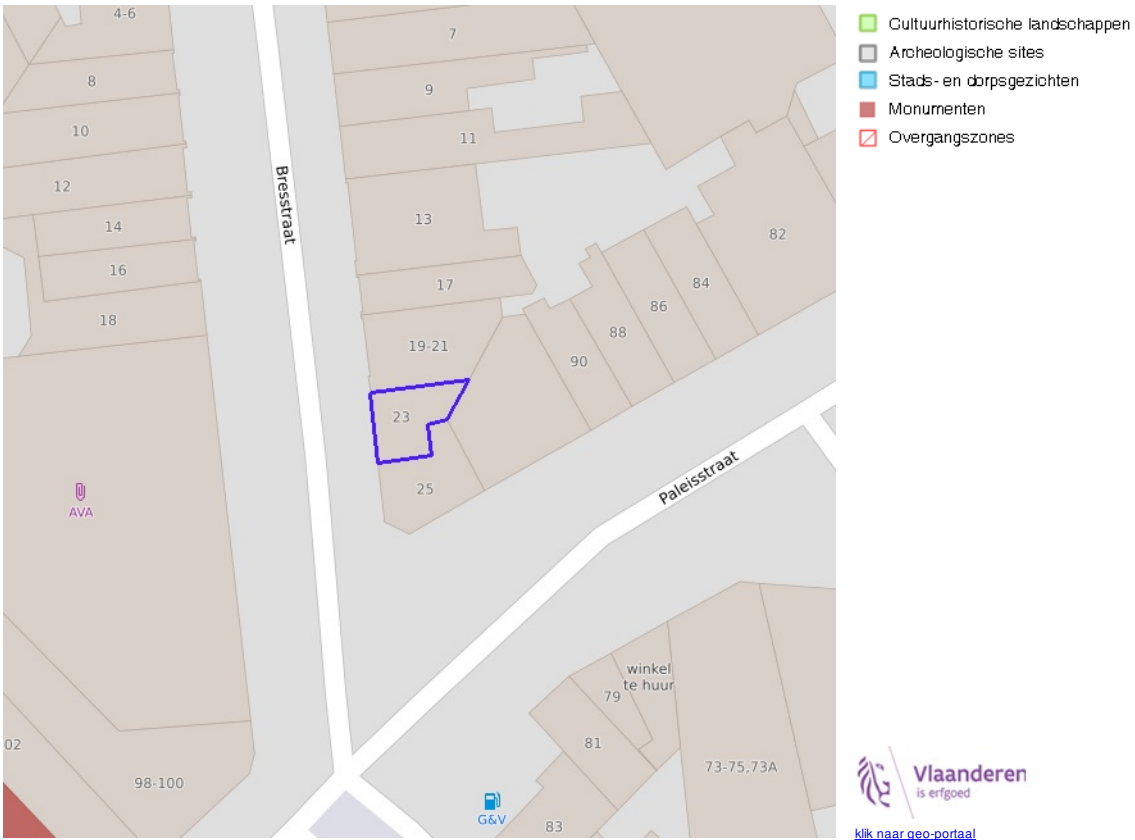 4-6
7
8
9
10
11
12
Bresstraat
13
14
16
17
18
19-21
23
25
82
84
86
88
90
AVA
Paleisstraat
winkel
te huur
79
81
73-75,73A
02
98-100
G&V
83
Cultuurhistorische landschappen
Archeologische sites
Stads- en dorpsgezichten
Monumenten
Overgangszones
Vlaanderen
is erfgoed
klik naar geo-portaal